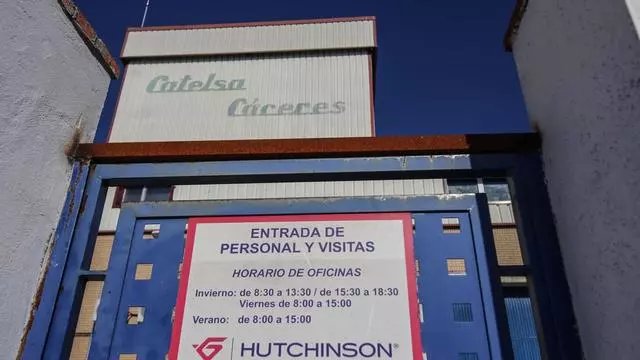 Catelsa
Cáceres
ENTRADA DE
PERSONAL Y VISITAS
HORARIO DE OFICINAS
Invierno: de 8:30 a 13:30 / de 15:30 a 18:30
Viernes de 8:00 a 15:00
Verano: de 8:00 a 15:00
HUTCHINSON®